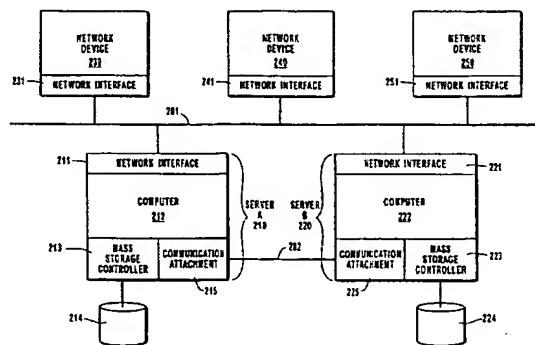 NETWORK DEVICE 230
NETWORK DEVICE 240
NETWORK DEVICE 250
231
NETWORK INTERFACE
241
NETWORK INTERFACE
251
NETWORK INTERFACE
201
211
NETWORK INTERFACE
NETWORK INTERFACE
221
COMPUTER
212
SERVER A
210
SERVER B
220
COMPUTER
222
213
MASS STORAGE CONTROLLER
COMMUNICATION ATTACHMENT
202
COMMUNICATION ATTACHMENT
MASS STORAGE CONTROLLER
223
215
225
214
224